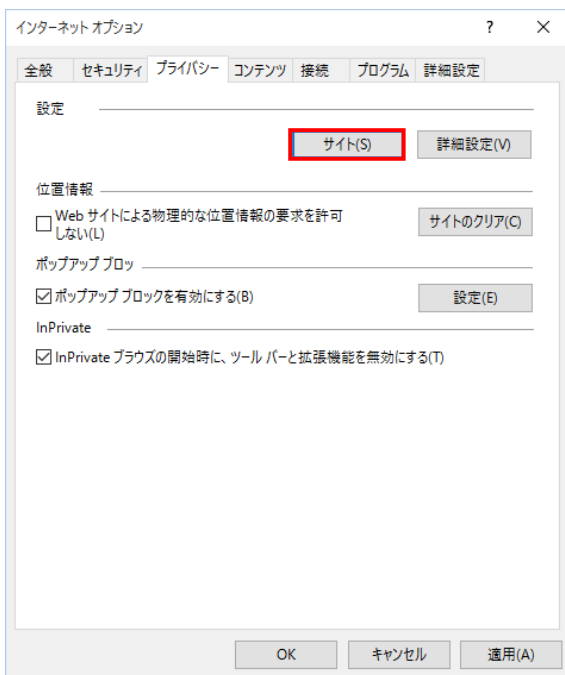 インターネット オプション ? ×
全般 セキュリティ プライバシー コンテンツ 接続 プログラム 詳細設定
設定
サイト(S) 詳細設定(V)
位置情報
Web サイトによる物理的な位置情報の要求を許可
しない(L)
サイトのクリア(C)
ポップアップ ブロッ
ポップアップ ブロックを有効にする(B) 設定(E)
InPrivate
InPrivate ブラウズの開始時に、ツール バーと拡張機能を無効にする(T)
OK キャンセル 適用(A)